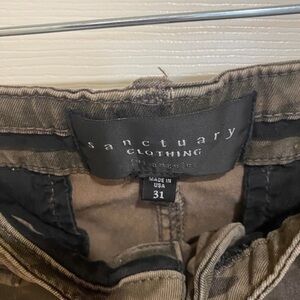 sanctuary
CLOTHING
MADE IN
USA
31